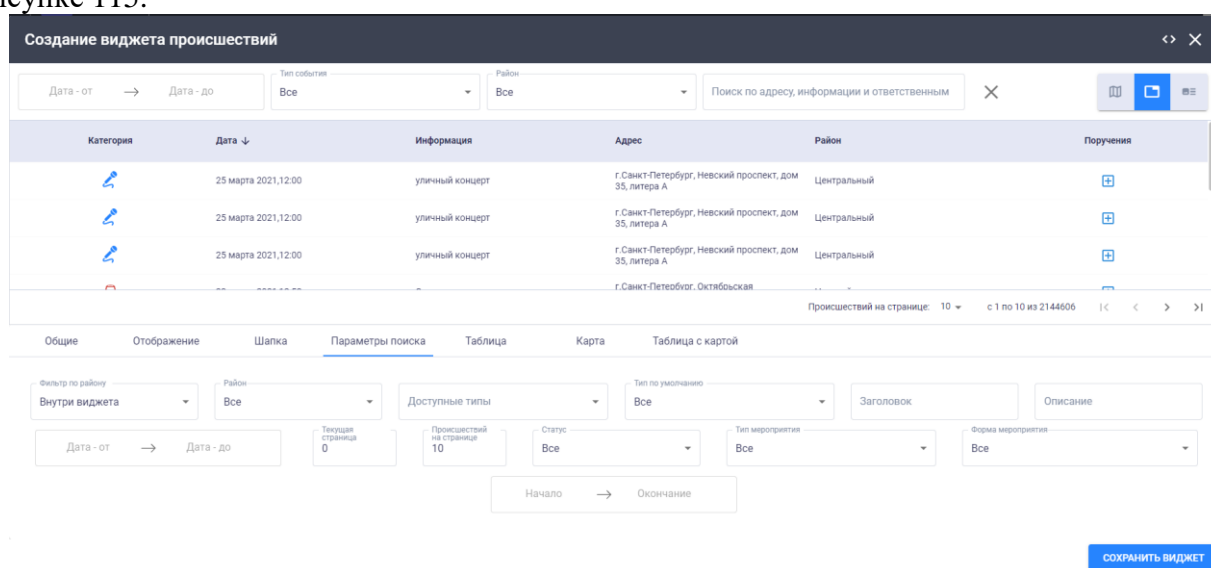 исунке 115.
Создание виджета происшествий
Дата - от → Дата - до
Тип события
Все
Район
Все
Поиск по адресу, информации и ответственным
Категория Дата ↓ Информация Адрес Район Поручения
25 марта 2021,12:00 уличный концерт г.Санкт-Петербург, Невский проспект, дом 35, литера А Центральный
25 марта 2021,12:00 уличный концерт г.Санкт-Петербург, Невский проспект, дом 35, литера А Центральный
25 марта 2021,12:00 уличный концерт г.Санкт-Петербург, Невский проспект, дом 35, литера А Центральный
г.Санкт-Петербург, Октябрьская
Происшествий на странице: 10 с 1 по 10 из 2144606
Общие Отображение Шапка Параметры поиска Таблица Карта Таблица с картой
Фильтр по району
Внутри виджета
Район
Все
Доступные типы
Тип по умолчанию
Все
Заголовок
Описание
Дата - от → Дата - до
Текущая страница
0
Происшествий на странице
10
Статус
Все
Тип мероприятия
Все
Форма мероприятия
Все
Начало → Окончание
СОХРАНИТЬ ВИДЖЕТ